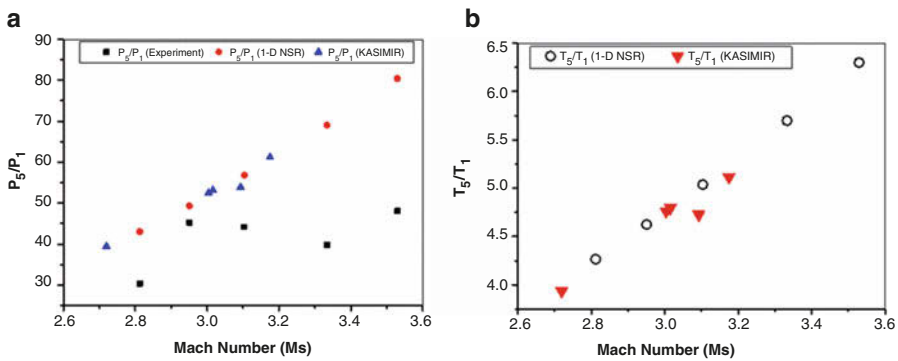 a
P5/P1 (Experiment) P5/P1 (1-D NSR) P5/P1 (KASIMIR)
P5/P1
90
80
70
60
50
40
30
2.6 2.8 3.0 3.2 3.4 3.6
Mach Number (Ms)
b
T5/T1 (1-D NSR) T5/T1 (KASIMIR)
T5/T1
6.5
6.0
5.5
5.0
4.5
4.0
2.6 2.8 3.0 3.2 3.4 3.6
Mach Number (Ms)